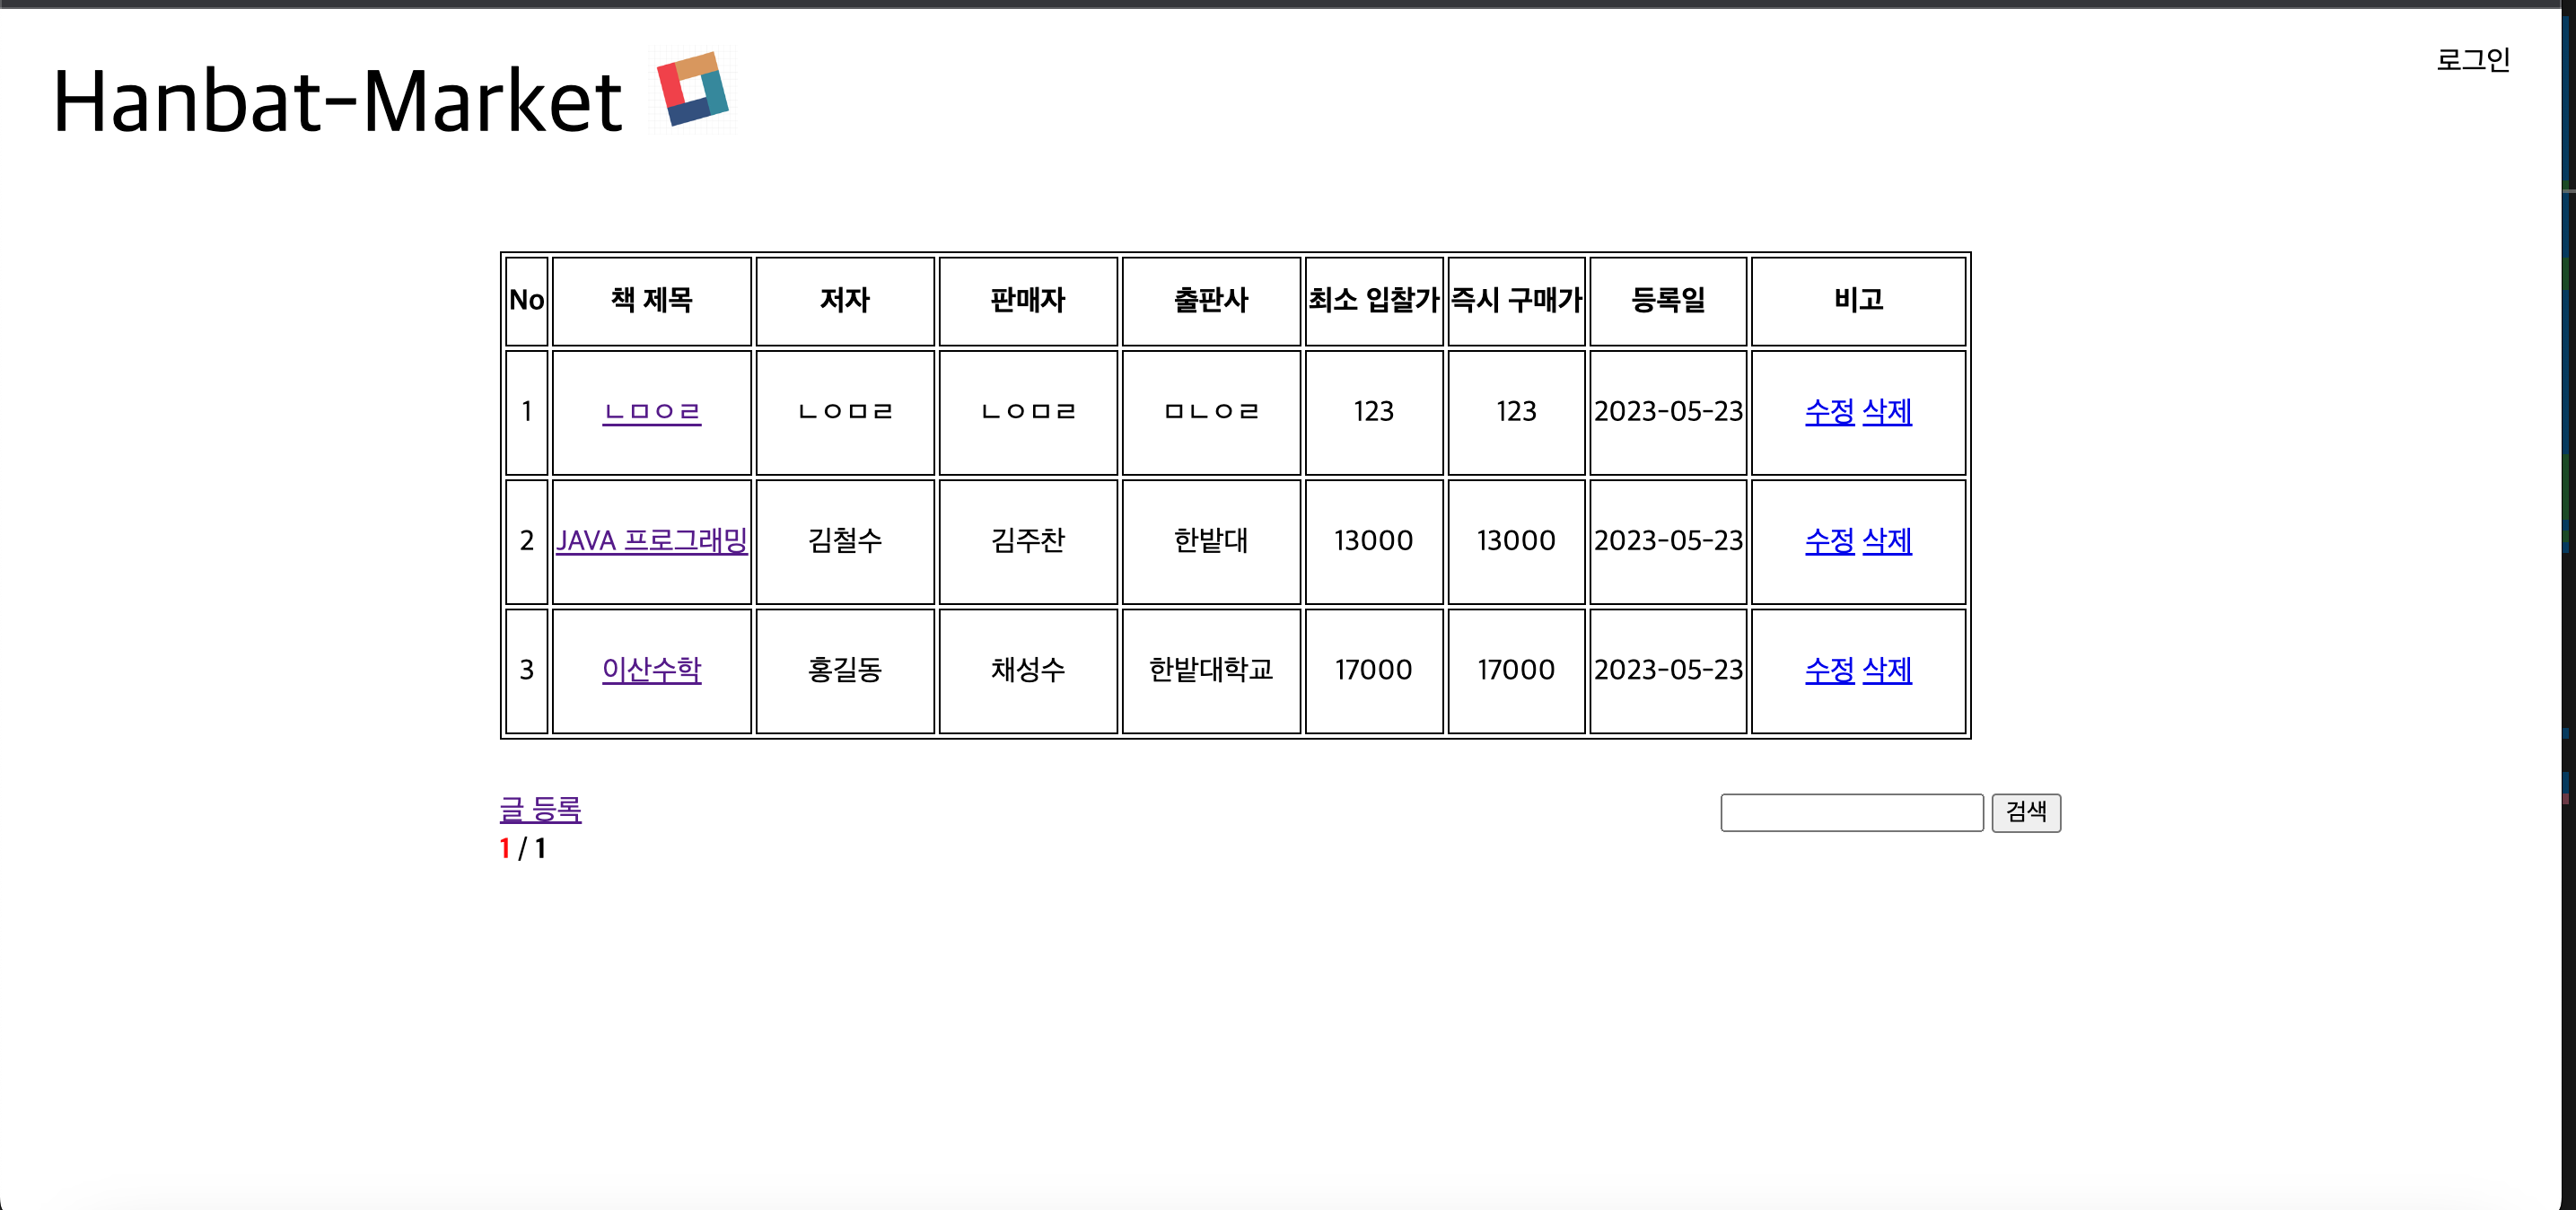 Hanbat-Market
로그인
No 책 제목 저자 판매자 출판사 최소 입찰가 즉시 구매가 등록일 비고
1 ㄴㅁㅇㄹ ㄴㅇㅁㄹ ㄴㅇㅁㄹ ㅁㄴㅇㄹ 123 123 2023-05-23 수정 삭제
2 JAVA 프로그래밍 김철수 김주찬 한밭대 13000 13000 2023-05-23 수정 삭제
3 이산수학 홍길동 채성수 한밭대학교 17000 17000 2023-05-23 수정 삭제
글 등록 검색
1 / 1